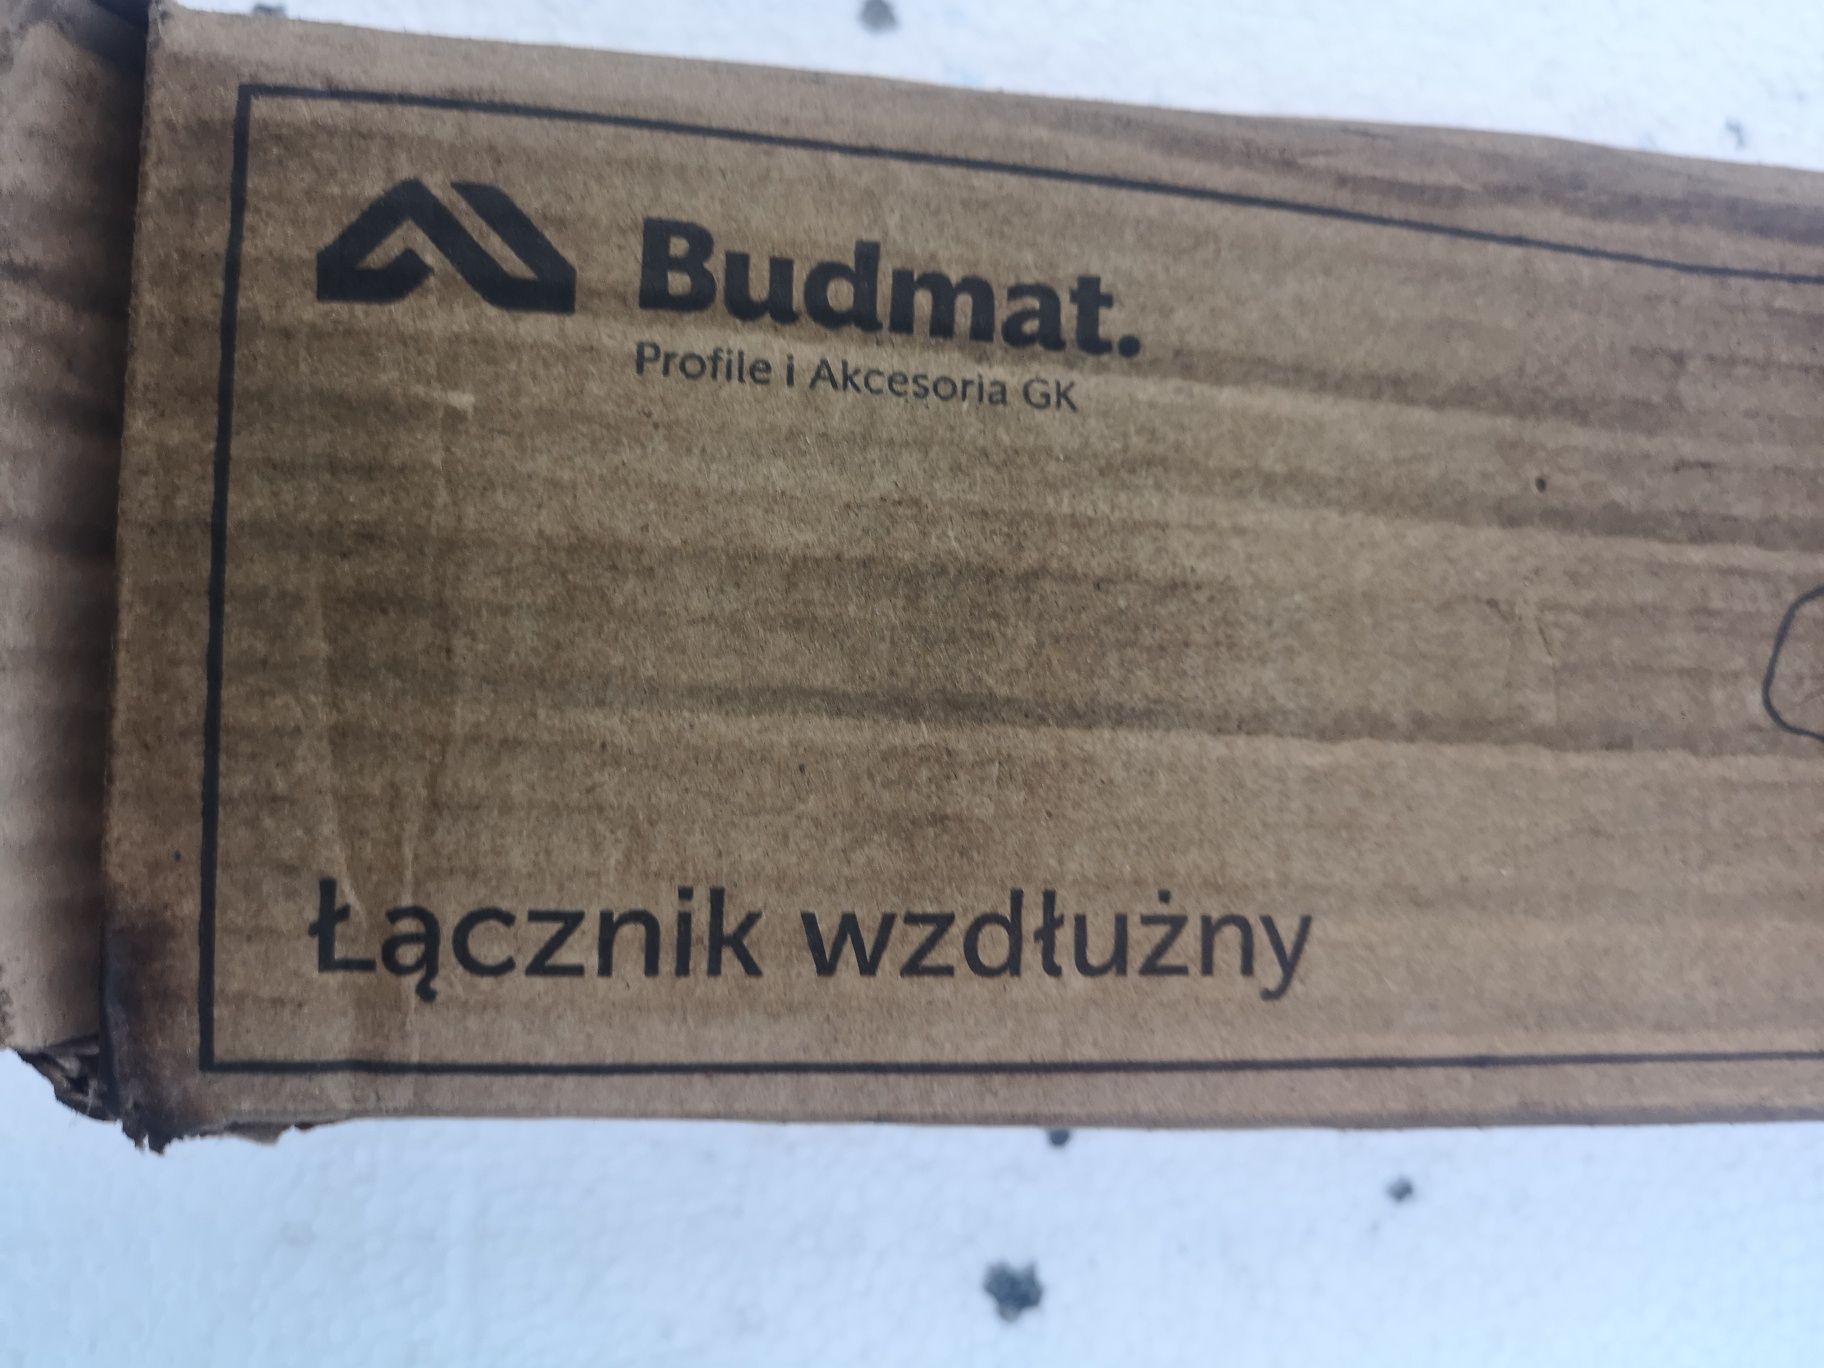 Budmat.
Profile i Akcesoria GK
Łącznik wzdłużny